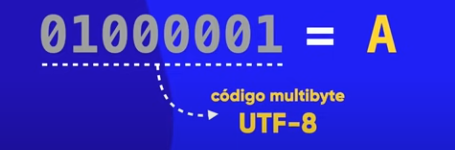 01000001 = A
código multibyte
UTF-8